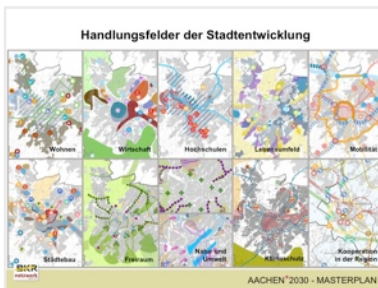 Handlungsfelder der Stadtentwicklung
Wohnen
Wirtschaft
Hochschulen
Lebensumfeld
Mobilität
Städtebau
Freiraum
Natur und
Umwelt
Klimaschutz
Kooperation
in der Region
BKR
AACHEN*2030 - MASTERPLAN